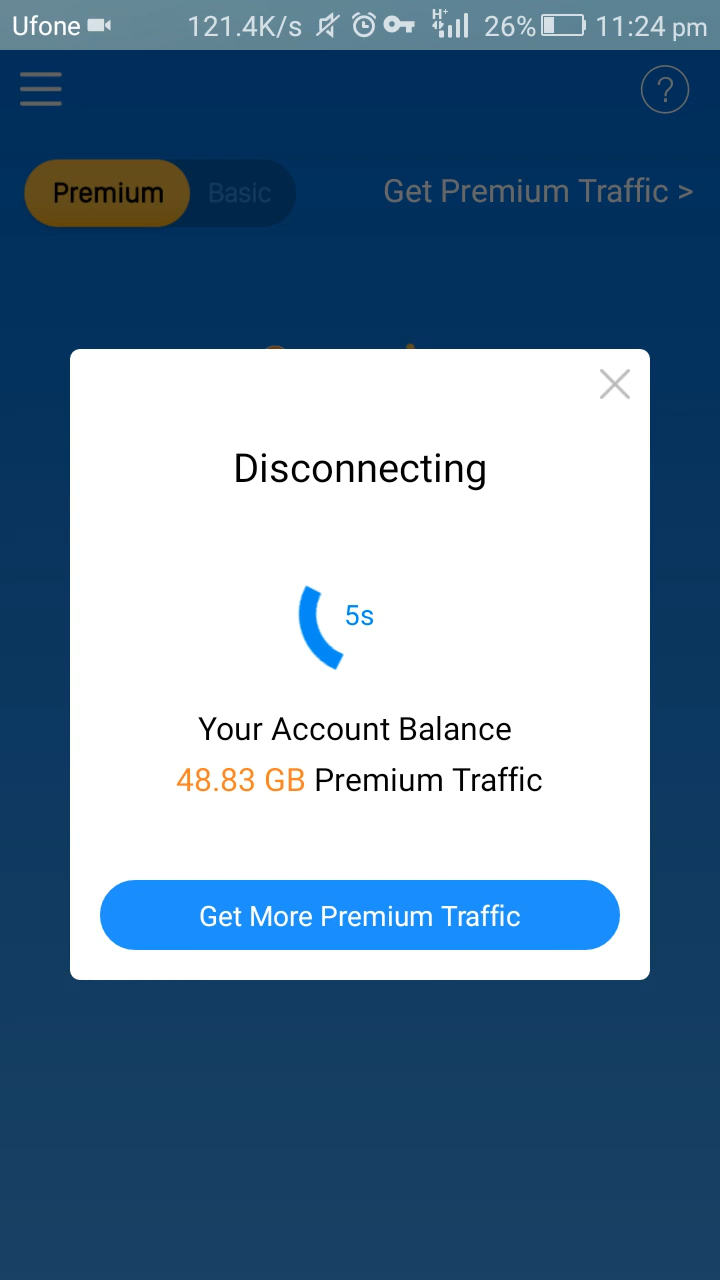 Ufone 121.4K/s H+ 26% 11:24 pm
?
Premium Basic Get Premium Traffic >
Disconnecting
5s
Your Account Balance
48.83 GB Premium Traffic
Get More Premium Traffic